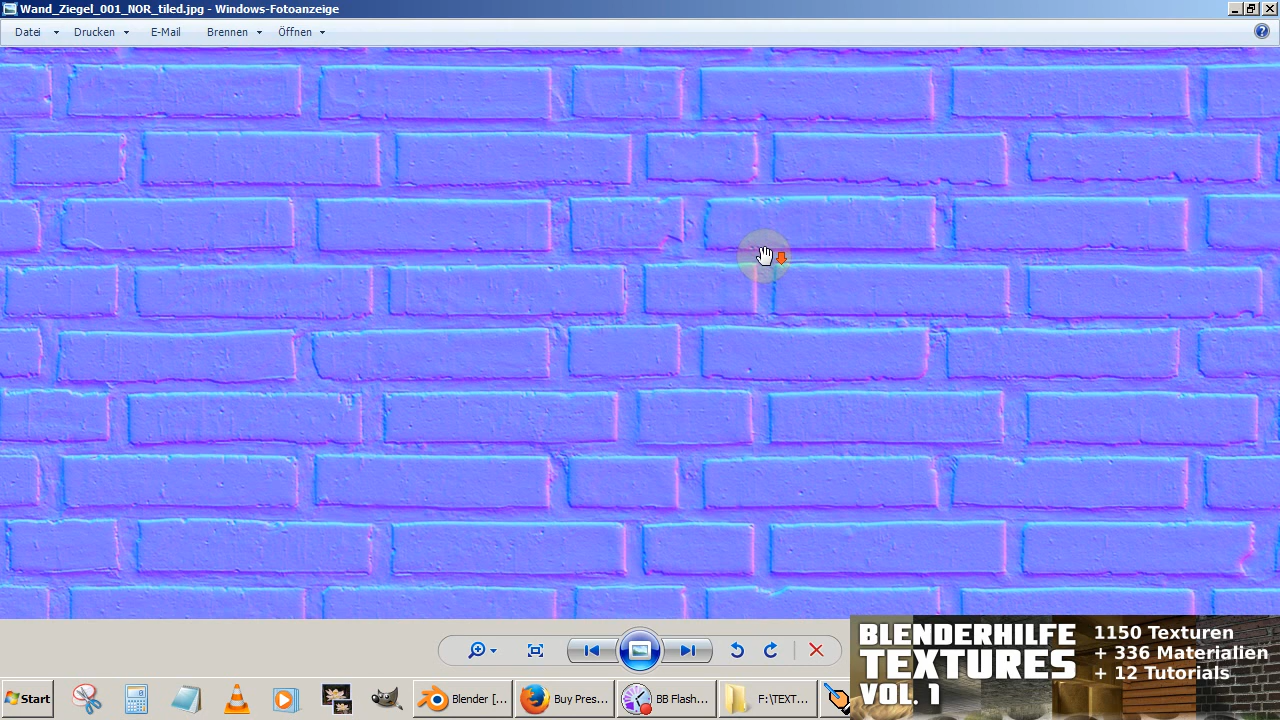 Wand_Ziegel_001_NOR_tiled.jpg - Windows-Fotoanzeige
Datei Drucken E-Mail Brennen Öffnen
BLENDERHILFE
TEXTURES
VOL. 1
1150 Texturen
+ 336 Materialien
+ 12 Tutorials
Start Blender [... Buy Pres... BB Flash... F:\TEXT...